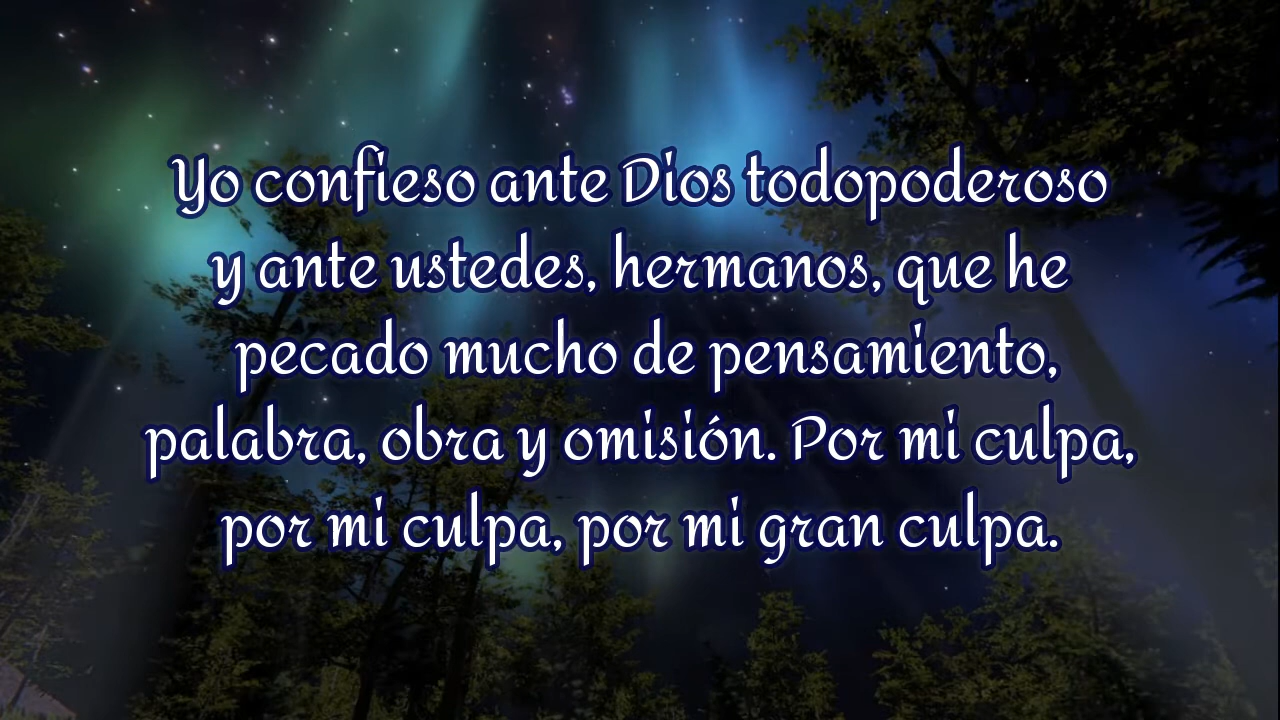 Yo confieso ante Dios todopoderoso
y ante ustedes, hermanos, que he
pecado mucho de pensamiento,
palabra, obra y omisión. Por mi culpa,
por mi culpa, por mi gran culpa.